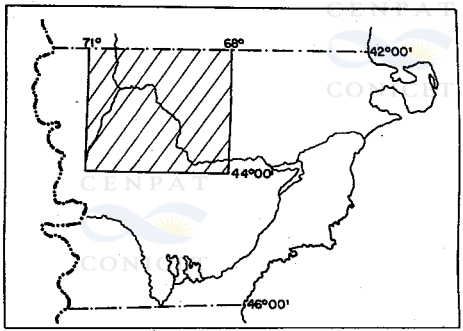 CENPAT
CONICET
71°
68°
42°00'
44°00'
CENPAT
CONICET
46°00'